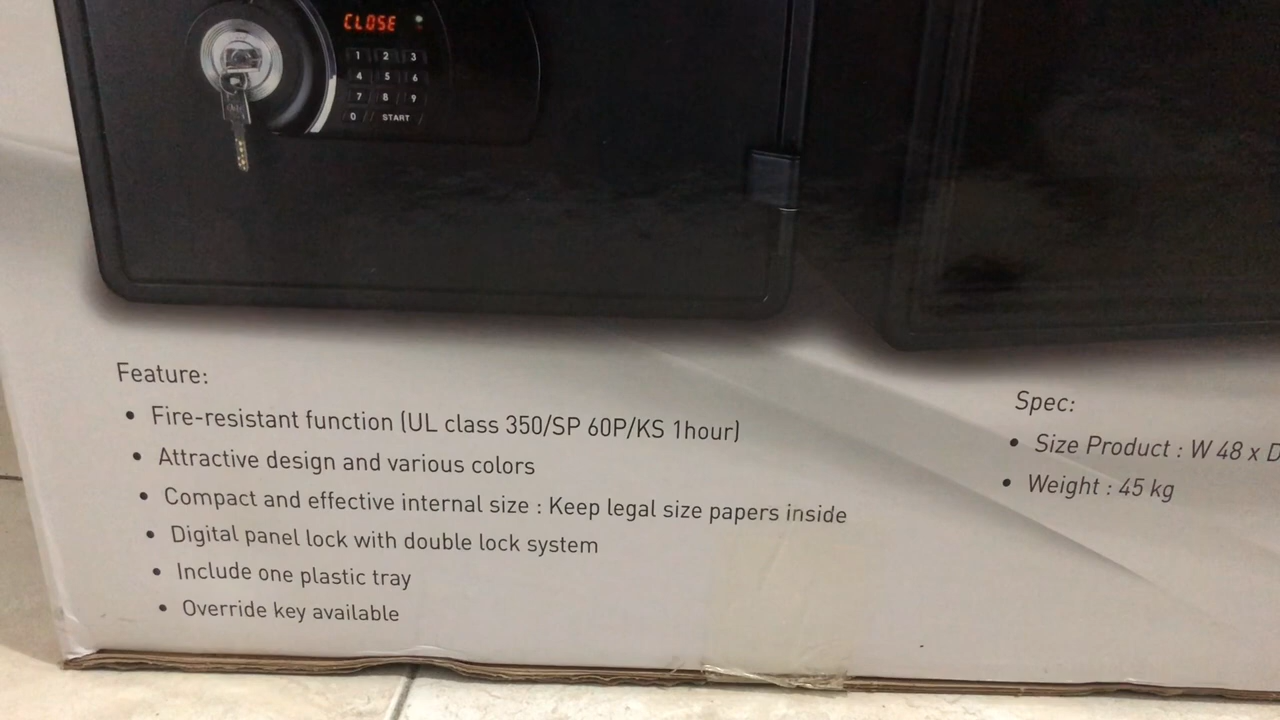 CLOSE
1 2 3
4 5 6
7 8 9
0 START
Feature:
• Fire-resistant function (UL class 350/SP 60P/KS 1hour)
• Attractive design and various colors
• Compact and effective internal size : Keep legal size papers inside
• Digital panel lock with double lock system
• Include one plastic tray
• Override key available
Spec:
• Size Product : W 48 x D
• Weight : 45 kg